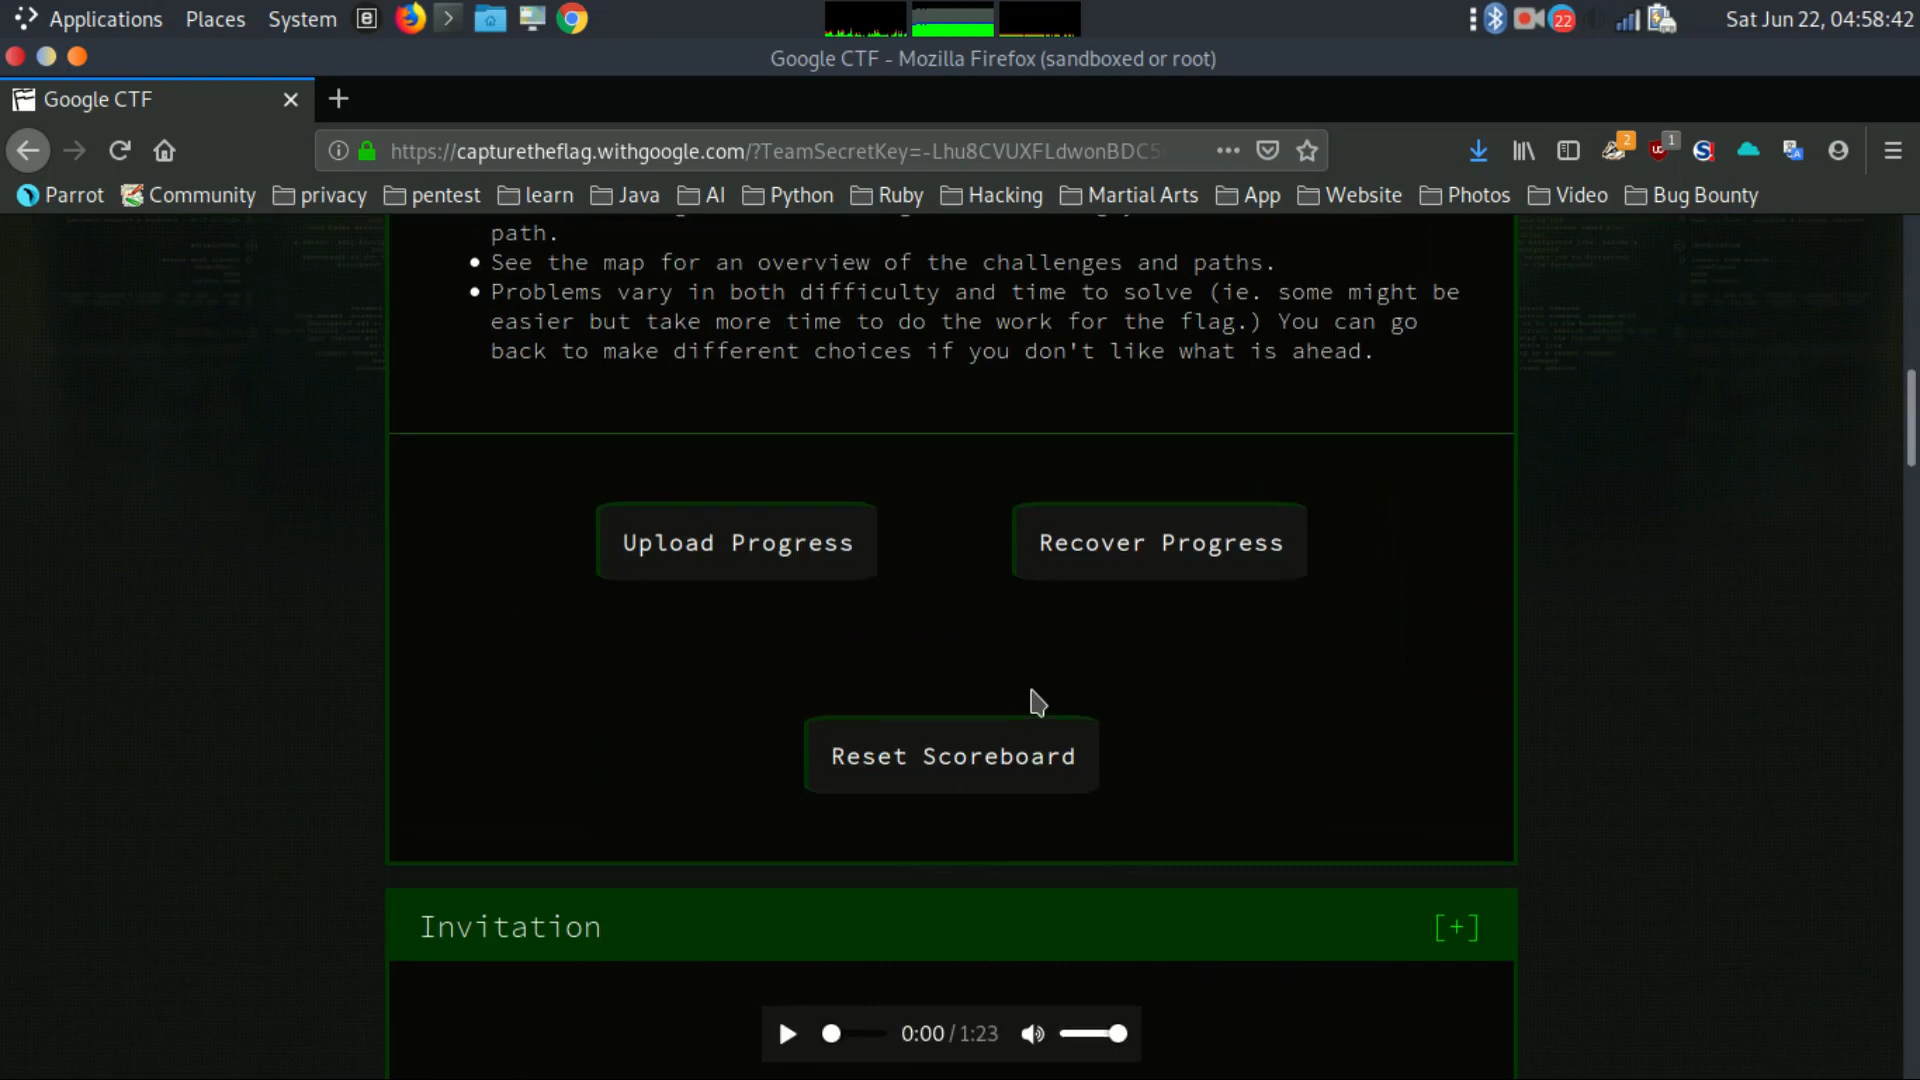 Applications Places System
22
Sat Jun 22, 04:58:42
Google CTF - Mozilla Firefox (sandboxed or root)
Google CTF
https://capturetheflag.withgoogle.com/?TeamSecretKey=-Lhu8CVUXFLdwonBDC5
2
1
Parrot Community privacy pentest learn Java AI Python Ruby Hacking Martial Arts App Website Photos Video Bug Bounty
path.
See the map for an overview of the challenges and paths.
Problems vary in both difficulty and time to solve (ie. some might be
easier but take more time to do the work for the flag.) You can go
back to make different choices if you don't like what is ahead.
Upload Progress
Recover Progress
Reset Scoreboard
Invitation
[+]
0:00 / 1:23